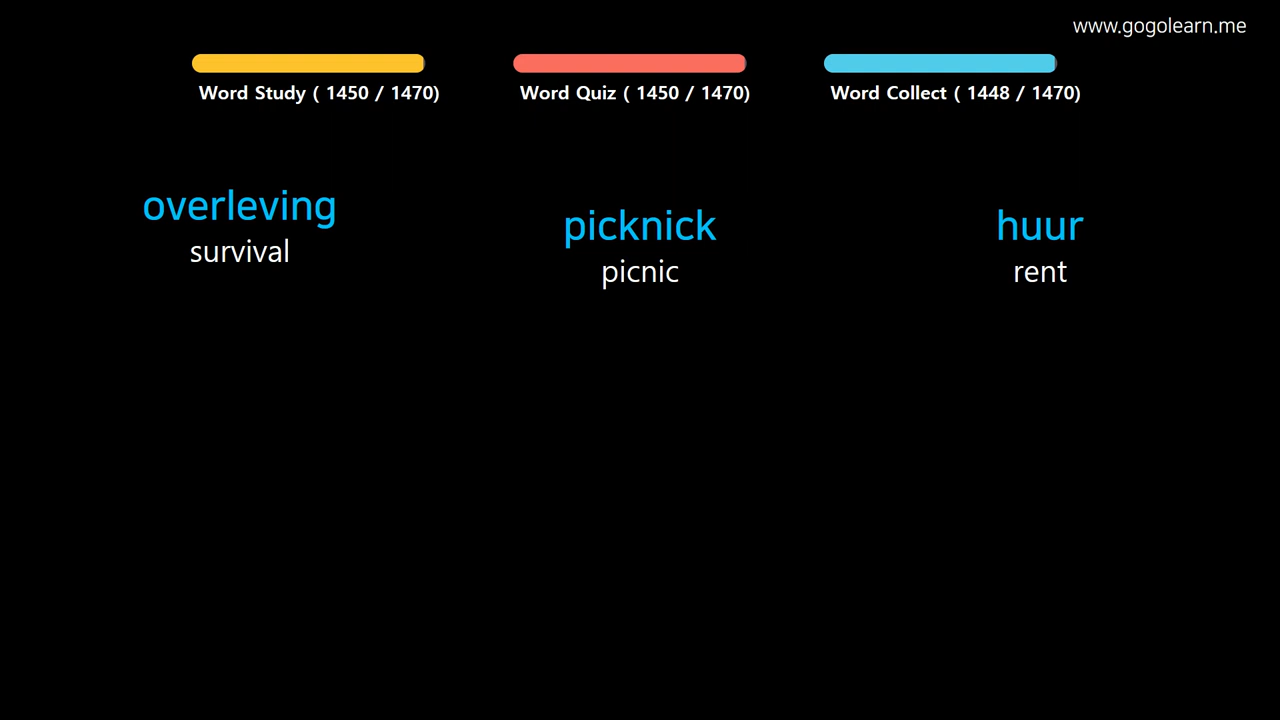 www.gogolearn.me
Word Study ( 1450 / 1470)
Word Quiz ( 1450 / 1470)
Word Collect ( 1448 / 1470)
overleving
survival
picknick
picnic
huur
rent